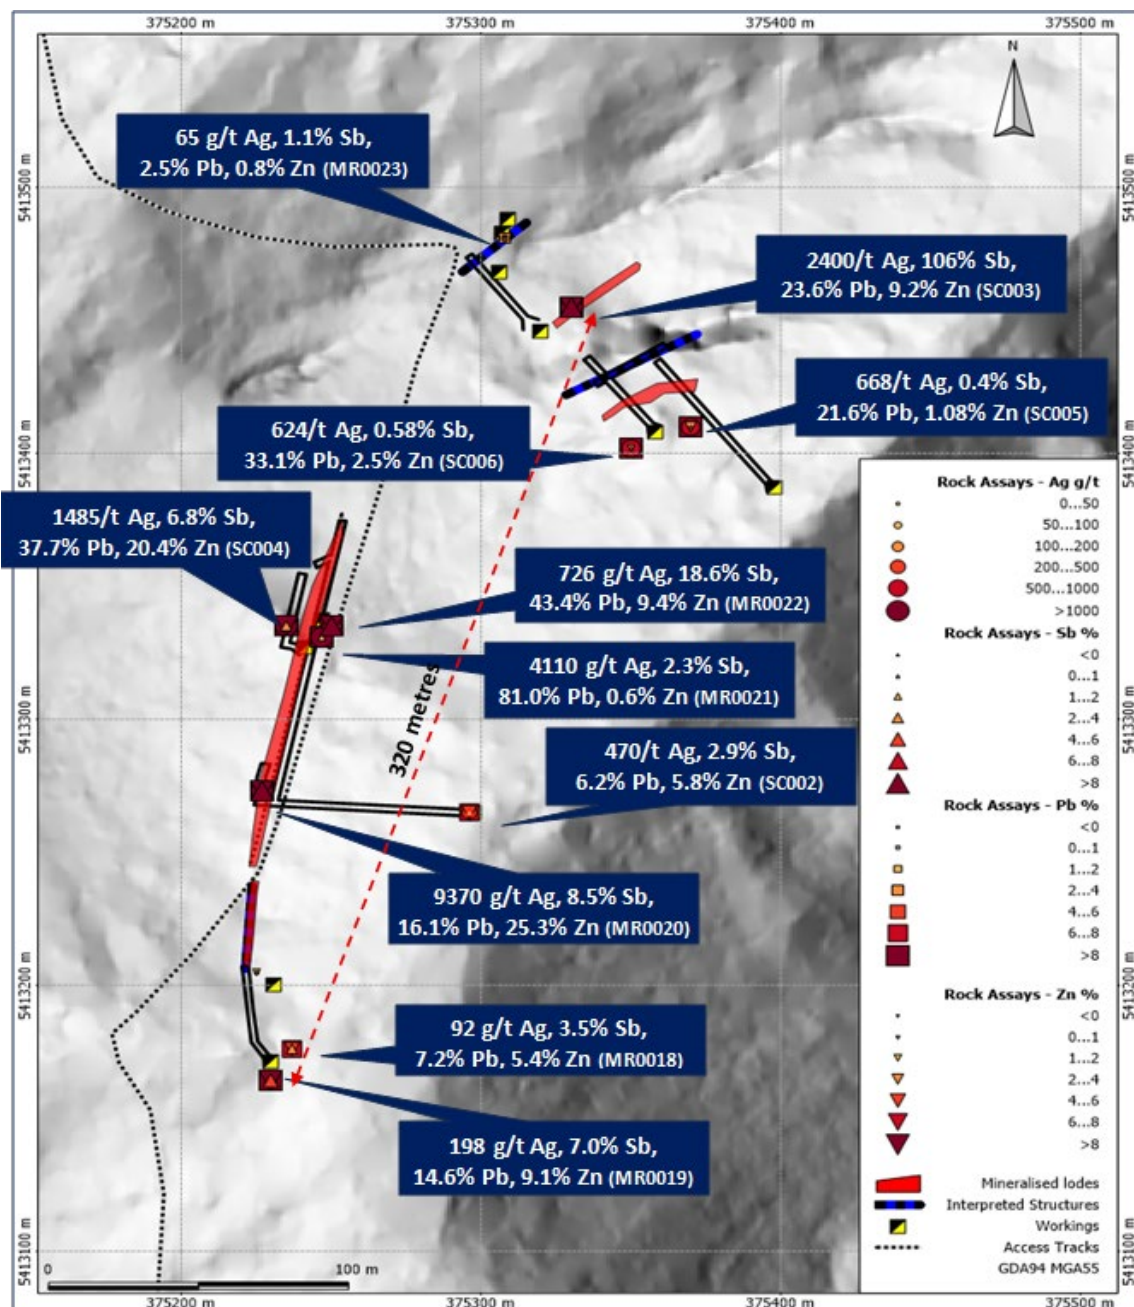 375200 m
375300 m
375400 m
375500 m
N
65 g/t Ag, 1.1% Sb,
2.5% Pb, 0.8% Zn (MR0023)
5413500 m
5413500 m
2400/t Ag, 106% Sb,
23.6% Pb, 9.2% Zn (SC003)
668/t Ag, 0.4% Sb,
21.6% Pb, 1.08% Zn (SC005)
624/t Ag, 0.58% Sb,
33.1% Pb, 2.5% Zn (SC006)
5413400 m
5413400 m
1485/t Ag, 6.8% Sb,
37.7% Pb, 20.4% Zn (SC004)
726 g/t Ag, 18.6% Sb,
43.4% Pb, 9.4% Zn (MR0022)
4110 g/t Ag, 2.3% Sb,
81.0% Pb, 0.6% Zn (MR0021)
320 metres
5413300 m
5413300 m
470/t Ag, 2.9% Sb,
6.2% Pb, 5.8% Zn (SC002)
9370 g/t Ag, 8.5% Sb,
16.1% Pb, 25.3% Zn (MR0020)
5413200 m
5413200 m
92 g/t Ag, 3.5% Sb,
7.2% Pb, 5.4% Zn (MR0018)
198 g/t Ag, 7.0% Sb,
14.6% Pb, 9.1% Zn (MR0019)
5413100 m
5413100 m
Rock Assays - Ag g/t
0...50
50...100
100...200
200...500
500...1000
>1000
Rock Assays - Sb %
<0
0...1
1...2
2...4
4...6
6...8
>8
Rock Assays - Pb %
<0
0...1
1...2
2...4
4...6
6...8
>8
Rock Assays - Zn %
<0
0...1
1...2
2...4
4...6
6...8
>8
Mineralised lodes
Interpreted Structures
Workings
Access Tracks
GDA94 MGA55
0
100 m
375200 m
375300 m
375400 m
375500 m